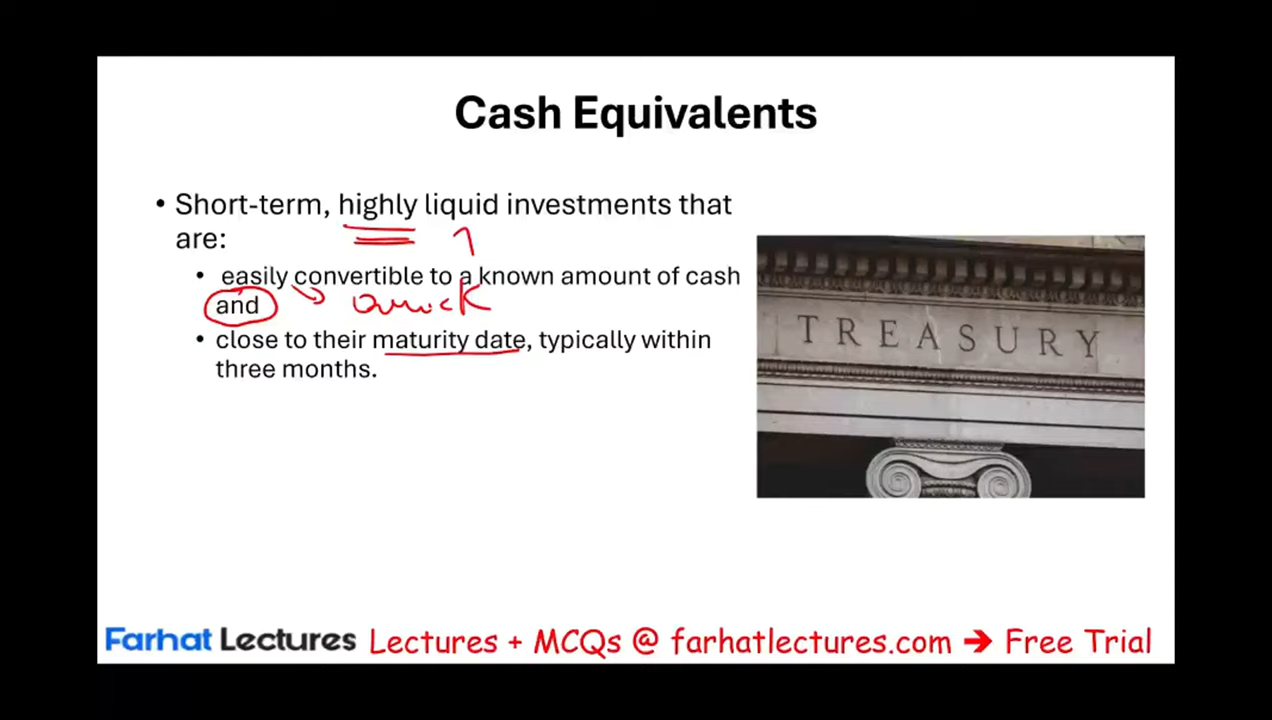 Cash Equivalents
• Short-term, highly liquid investments that
are:
• easily convertible to a known amount of cash
and
quick
• close to their maturity date, typically within
three months.
TREASURY
Farhat Lectures Lectures + MCQs @ farhatlectures.com → Free Trial